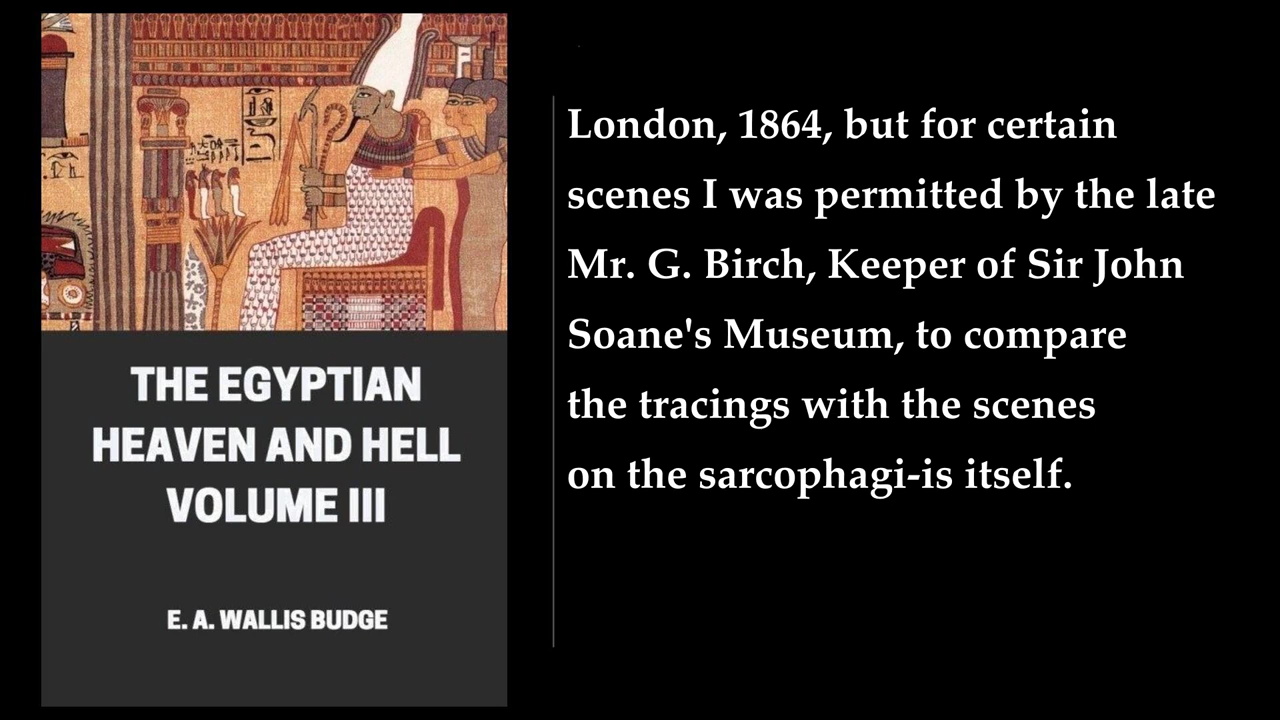 THE EGYPTIAN
HEAVEN AND HELL
VOLUME III
E. A. WALLIS BUDGE
London, 1864, but for certain
scenes I was permitted by the late
Mr. G. Birch, Keeper of Sir John
Soane's Museum, to compare
the tracings with the scenes
on the sarcophagi-is itself.